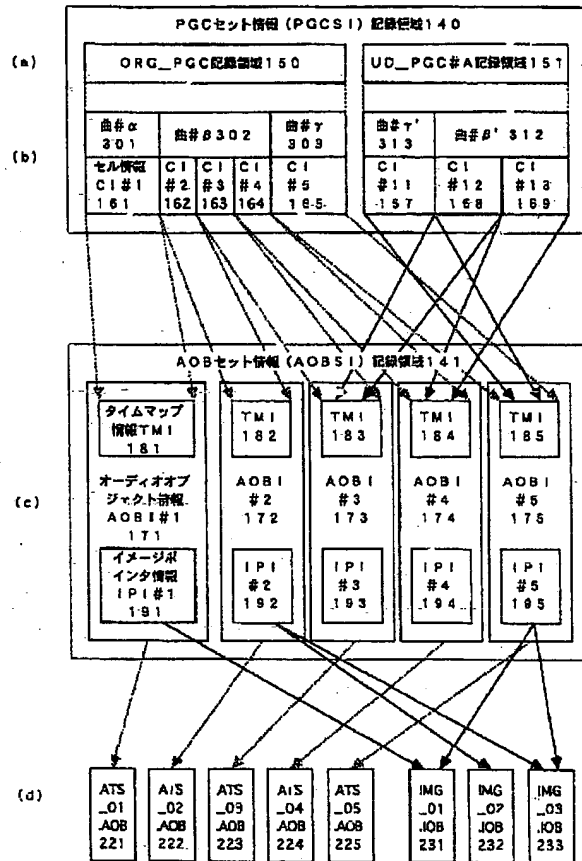 PGCセット情報(PGCSI)記録領域140
(a)
ORG_PGC記録領域150
UD_PGC#A記録領域151
(b)
曲#α
301
曲#β302
曲#γ
303
曲#γ'
313
曲#β'312
セル情報
CI#1
161
CI
#2
162
CI
#3
163
CI
#4
164
CI
#5
165
CI
#11
167
CI
#12
168
CI
#13
169
AOBセット情報(AOBSI)記録領域141
(c)
タイムマップ
情報TMI
181
オーディオオブ
ジェクト情報
AOBI#1
171
イメージポ
インタ情報
IPI#1
191
TMI
182
AOBI
#2
172
IPI
#2
192
TMI
183
AOBI
#3
173
IPI
#3
193
TMI
184
AOBI
#4
174
IPI
#4
194
TMI
185
AOBI
#5
175
IPI
#5
195
(d)
ATS
_01
.AOB
221
ATS
_02
.AOB
222
ATS
_03
.AOB
223
ATS
_04
.AOB
224
ATS
_05
.AOB
225
IMG
_01
.IOB
231
IMG
_02
.IOB
232
IMG
_03
.IOB
233